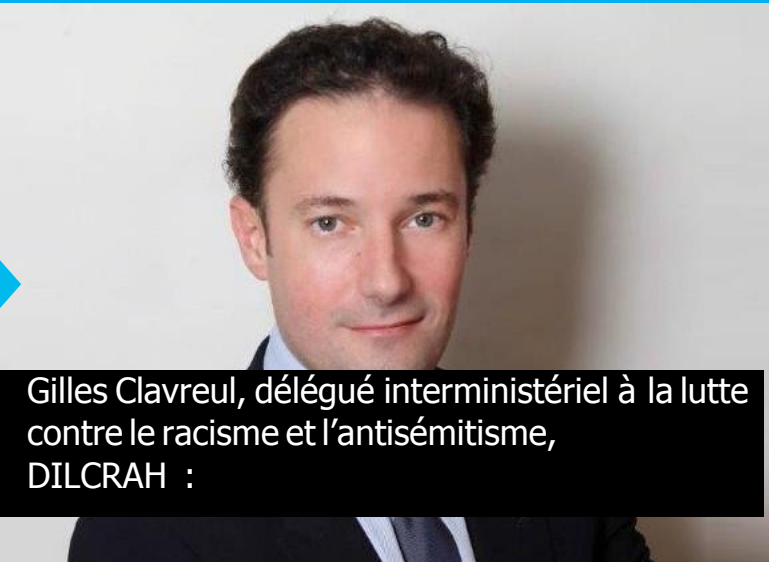 Gilles Clavreul, délégué interministériel à la lutte
contre le racisme et l’antisémitisme,
DILCRAH :